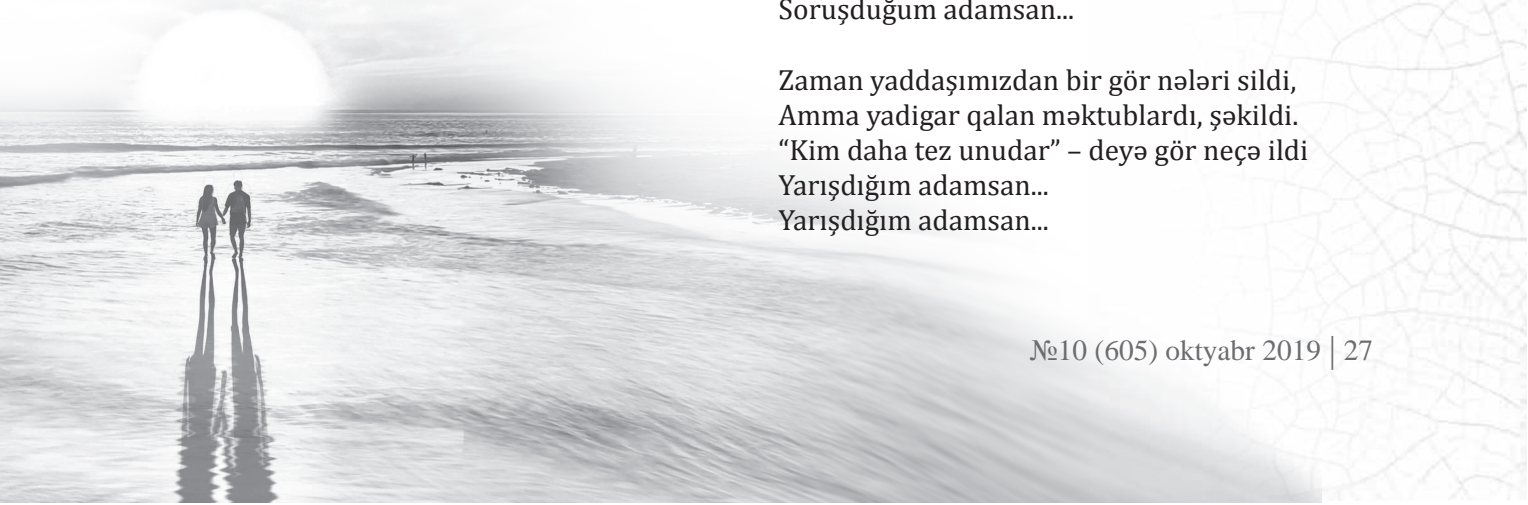 Soruşduğum adamsan...

Zaman yaddaşımızdan bir gör nələri sildi,
Amma yadigar qalan məktublardı, şəkildi.
“Kim daha tez unudar” – deyə gör neçə ildi
Yarışdığım adamsan...
Yarışdığım adamsan...

№10 (605) oktyabr 2019 | 27